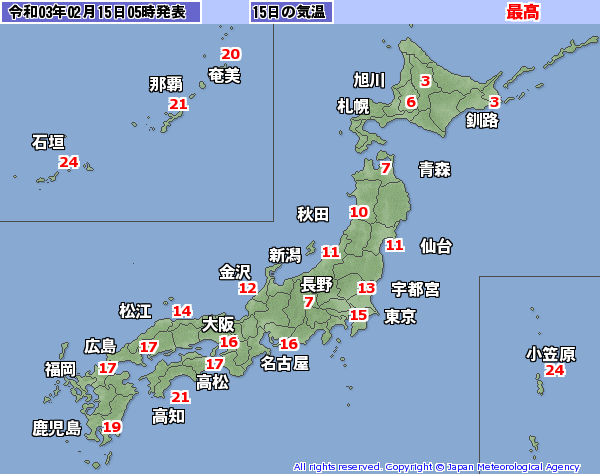 令和03年02月15日05時発表 15日の気温 最高
20
奄美
那覇
21
石垣
24
旭川
3
札幌
6
3
釧路
7
青森
秋田
10
11
仙台
新潟
11
金沢
12
長野
7
13
宇都宮
15
東京
松江
14
大阪
16
16
名古屋
広島
17
福岡
17
17
高松
21
高知
鹿児島
19
小笠原
24
All rights reserved. Copyright © Japan Meteorological Agency